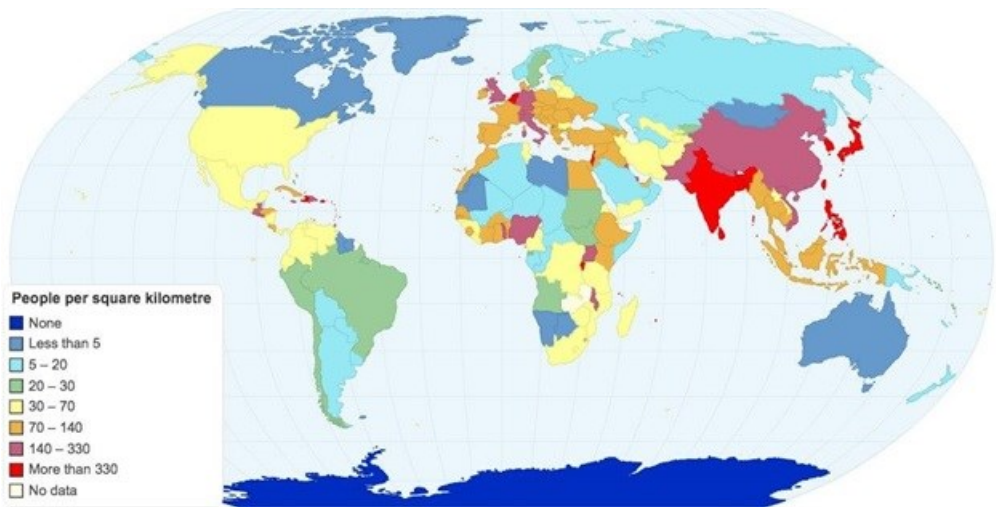 People per square kilometre
None
Less than 5
5 – 20
20 – 30
30 – 70
70 – 140
140 – 330
More than 330
No data